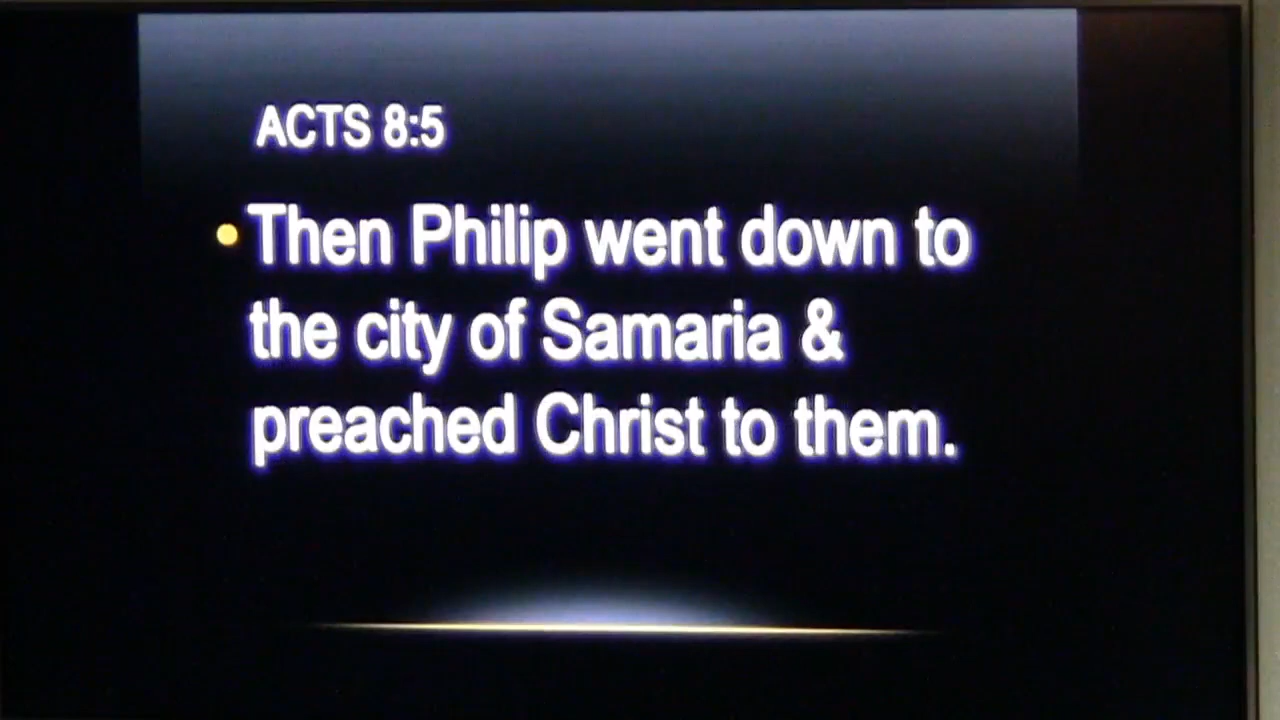 ACTS 8:5
• Then Philip went down to
the city of Samaria &
preached Christ to them.